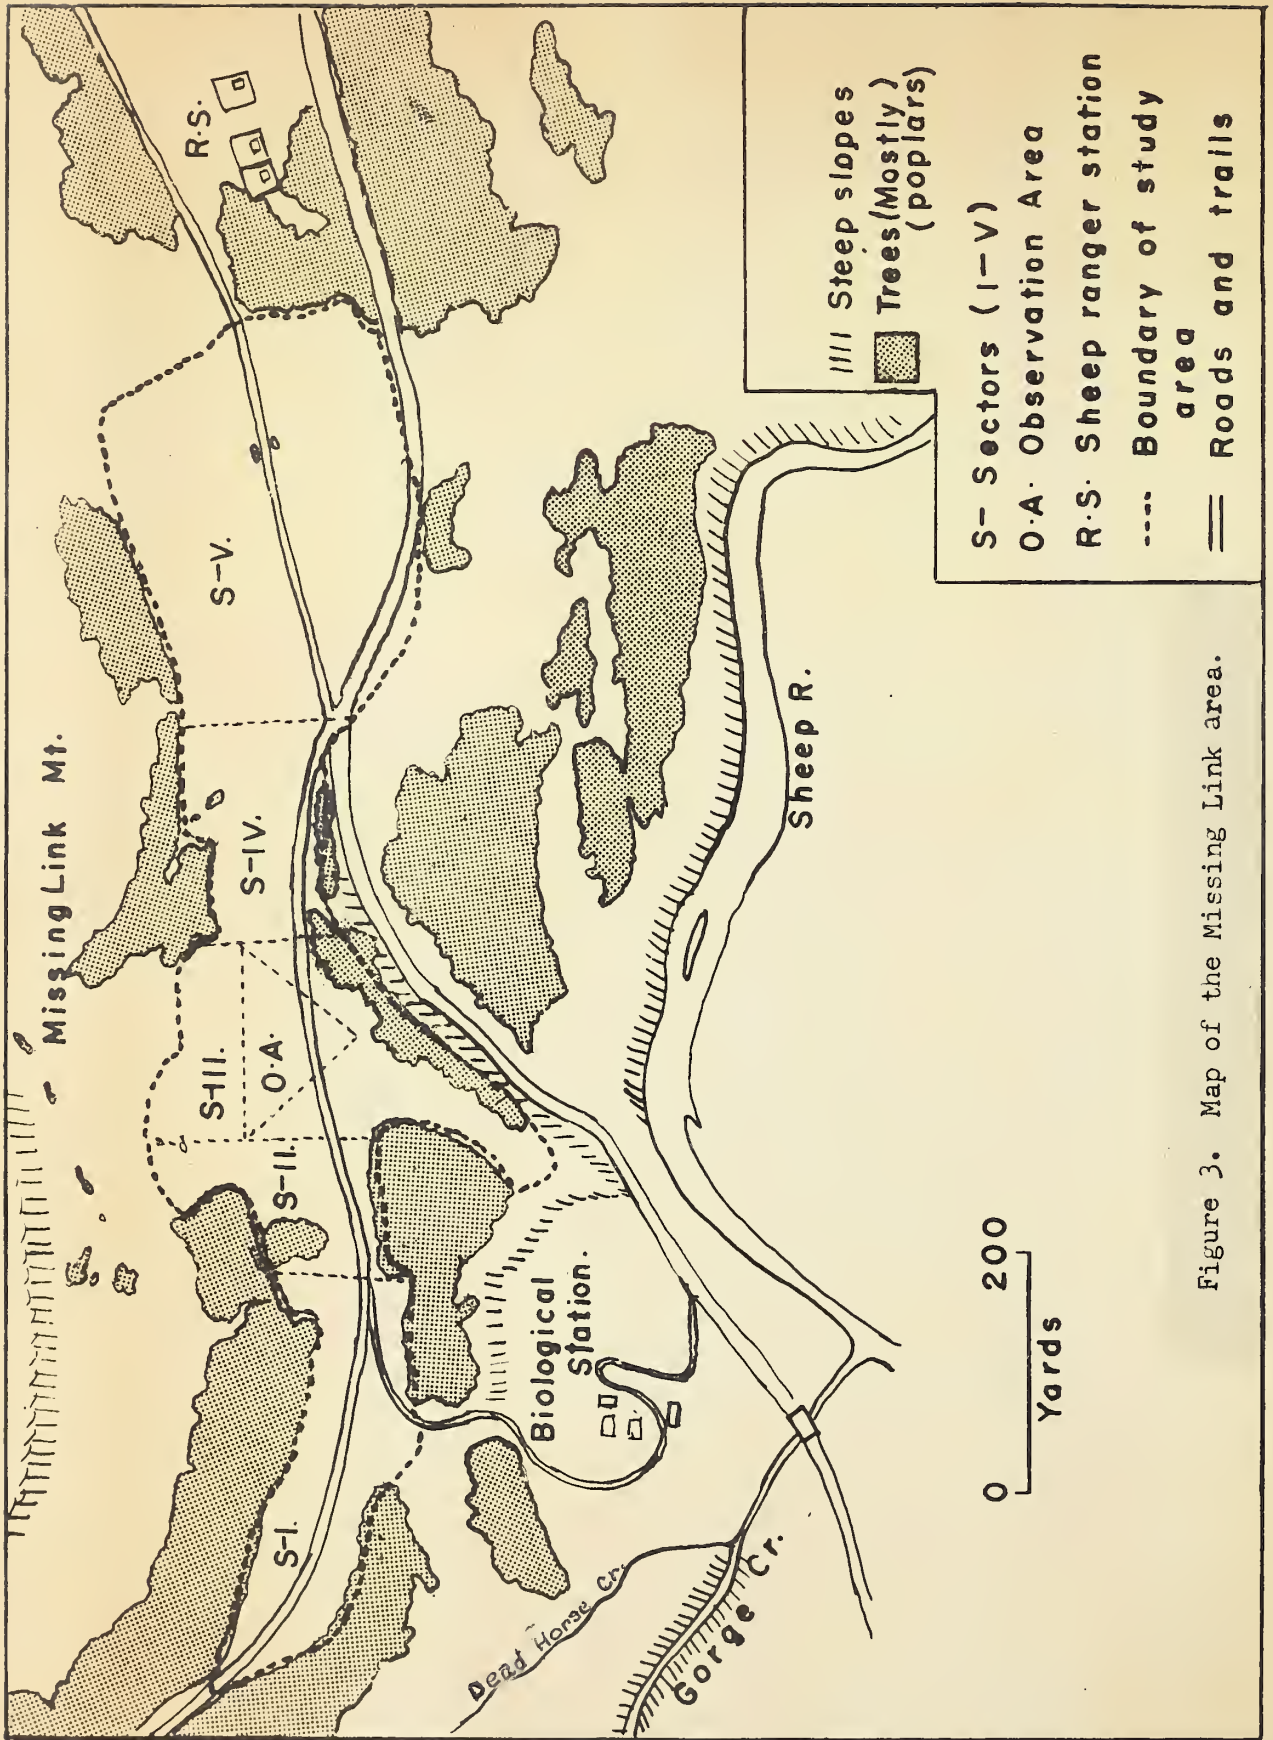 Missing Link Mt.
R.S.
S-V.
S-IV.
S-III.
O.A.
S-II.
S-I.
Biological
Station.
Sheep R.
Dead Horse Cr.
Gorge Cr.
0 200
Yards
Steep slopes
Trees (Mostly)
(poplars)
S- Sectors (I-V)
O.A. Observation Area
R.S. Sheep ranger station
---- Boundary of study
area
Roads and trails
Figure 3. Map of the Missing Link area.